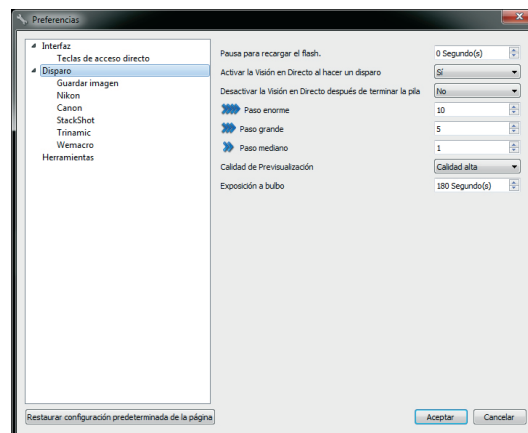 Preferencias
Interfaz
Teclas de acceso directo
Disparo
Guardar imagen
Nikon
Canon
StackShot
Trinamic
Wemacro
Herramientas
Pausa para recargar el flash.
0 Segundo(s)
Activar la Visión en Directo al hacer un disparo
Sí
Desactivar la Visión en Directo después de terminar la pila
No
Paso enorme
10
Paso grande
5
Paso mediano
1
Calidad de Previsualización
Calidad alta
Exposición a bulbo
180 Segundo(s)
Restaurar configuración predeterminada de la página
Aceptar
Cancelar